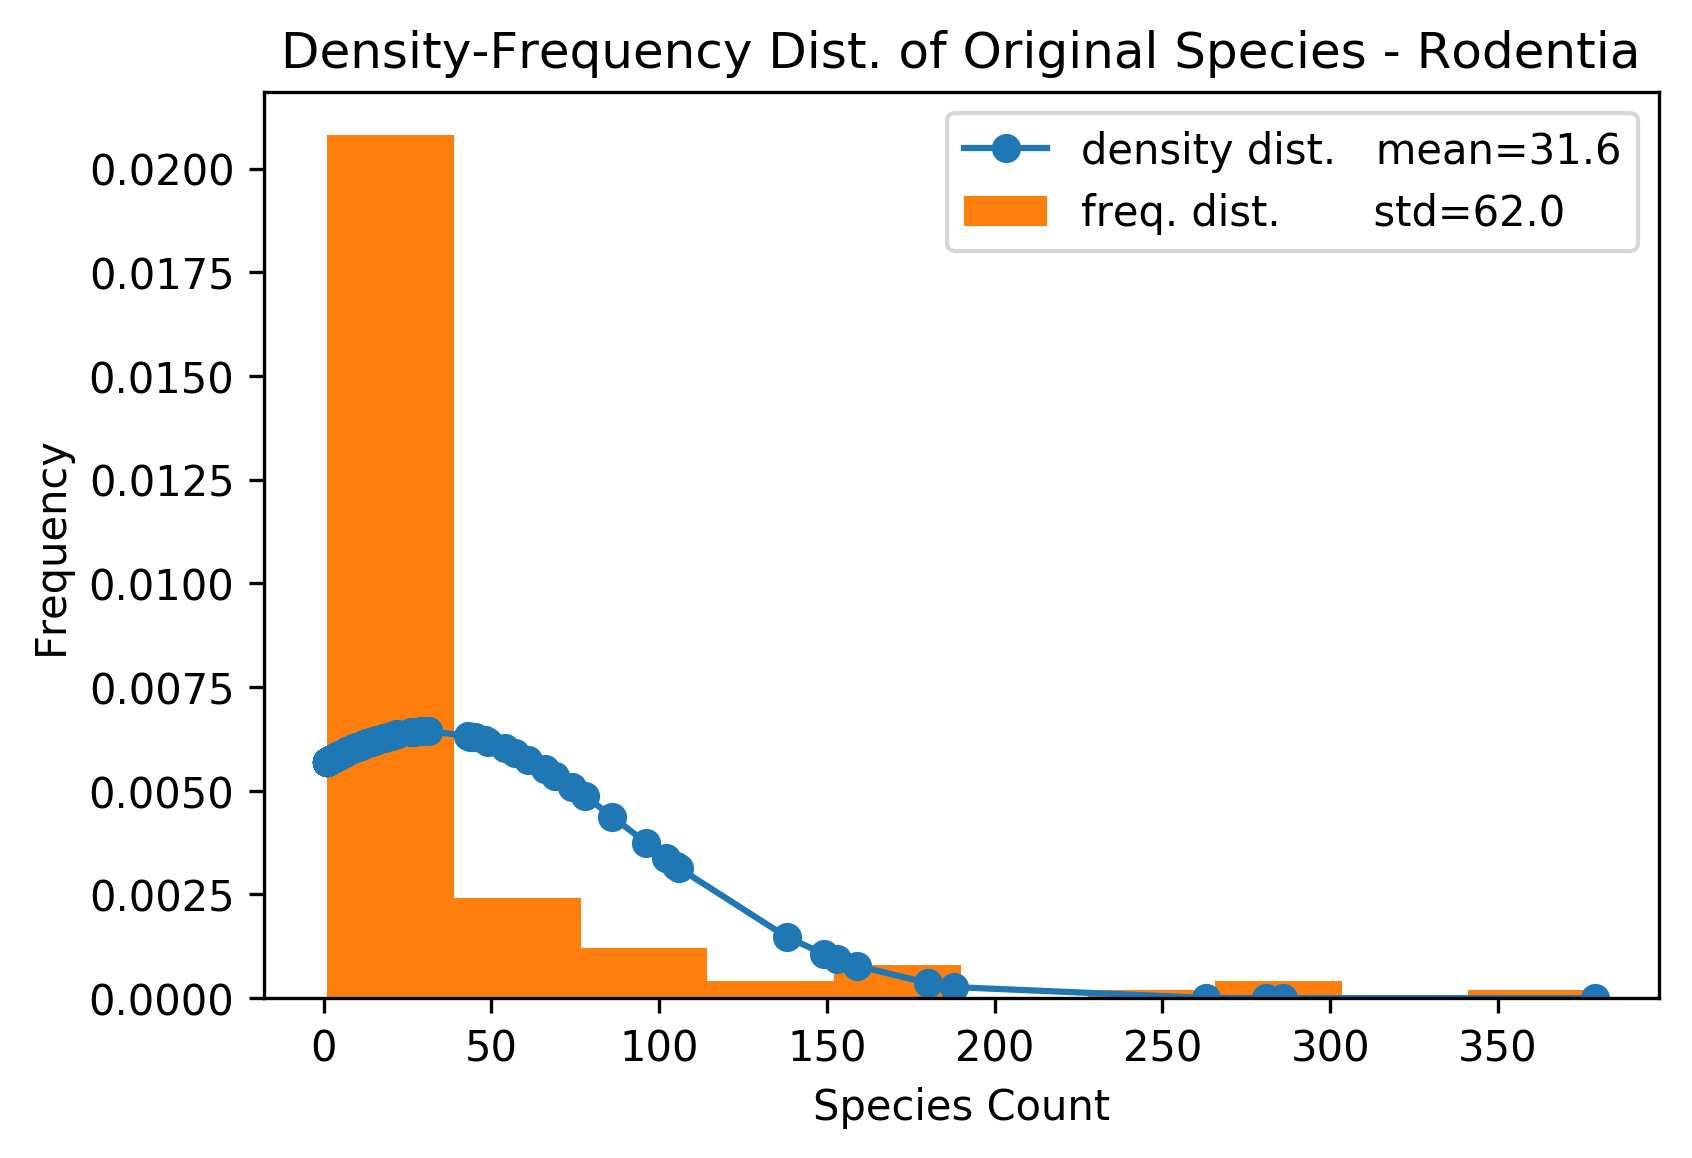 Density-Frequency Dist. of Original Species - Rodentia
density dist.   mean=31.6
freq. dist.       std=62.0
Frequency
0.0200
0.0175
0.0150
0.0125
0.0100
0.0075
0.0050
0.0025
0.0000
0 50 100 150 200 250 300 350
Species Count